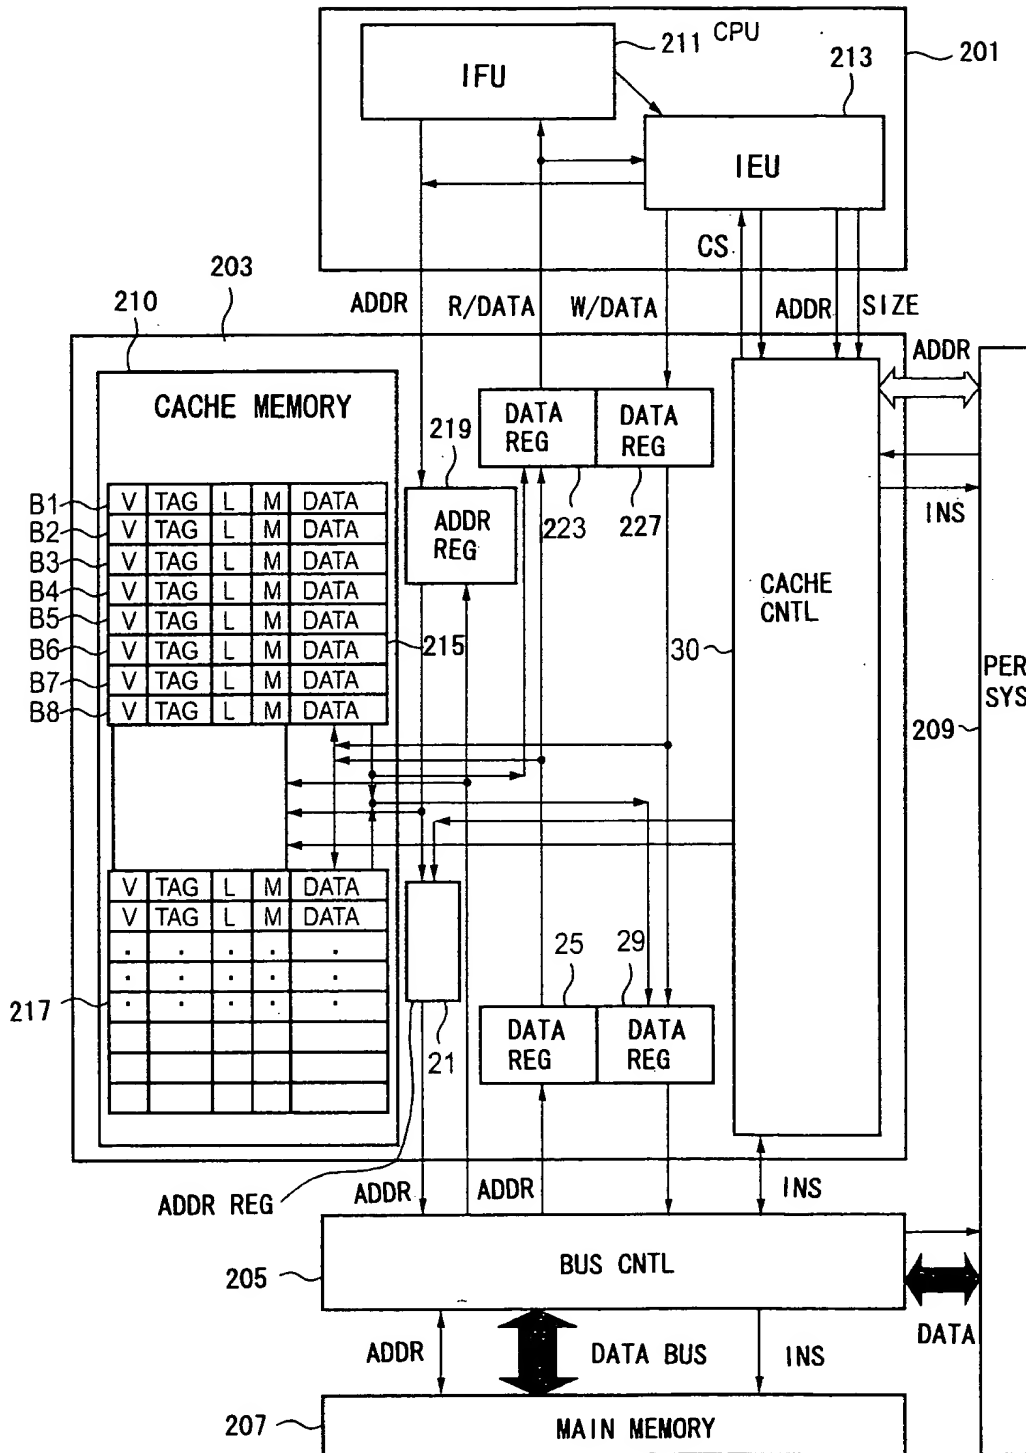 CPU
211
201
IFU
213
IEU
CS
203
210
ADDR
R/DATA
W/DATA
ADDR
SIZE
ADDR
CACHE MEMORY
219
DATA REG
DATA REG
223
227
INS
ADDR REG
B1 V TAG L M DATA
B2 V TAG L M DATA
B3 V TAG L M DATA
B4 V TAG L M DATA
B5 V TAG L M DATA
B6 V TAG L M DATA
B7 V TAG L M DATA
B8 V TAG L M DATA
215
CACHE CNTL
30
PER
SYS
209
V TAG L M DATA
V TAG L M DATA
. . . . .
. . . . .
. . . . .
217
25
29
21
DATA REG
DATA REG
ADDR REG
ADDR
ADDR
INS
205
BUS CNTL
DATA
ADDR
DATA BUS
INS
207
MAIN MEMORY